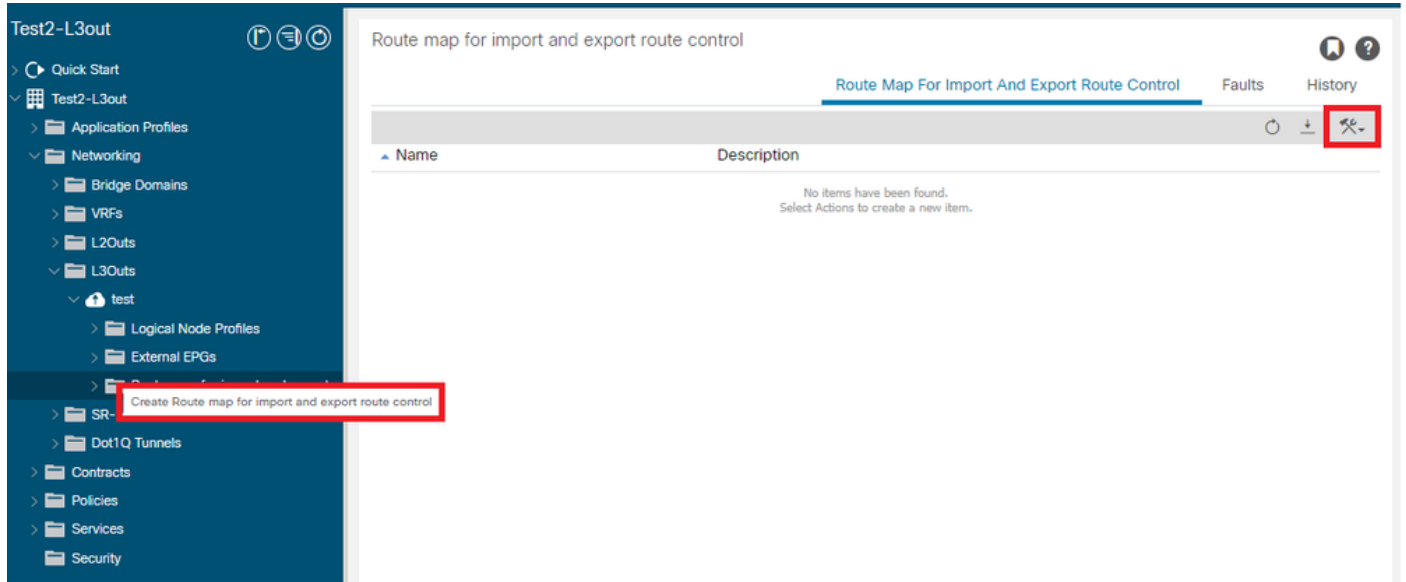 Test2-L3out
Quick Start
Test2-L3out
Application Profiles
Networking
Bridge Domains
VRFs
L2Outs
L3Outs
test
Logical Node Profiles
External EPGs
Create Route map for import and export route control
SR-
Dot1Q Tunnels
Contracts
Policies
Services
Security
Route map for import and export route control
Route Map For Import And Export Route Control Faults History
Name Description
No items have been found.
Select Actions to create a new item.